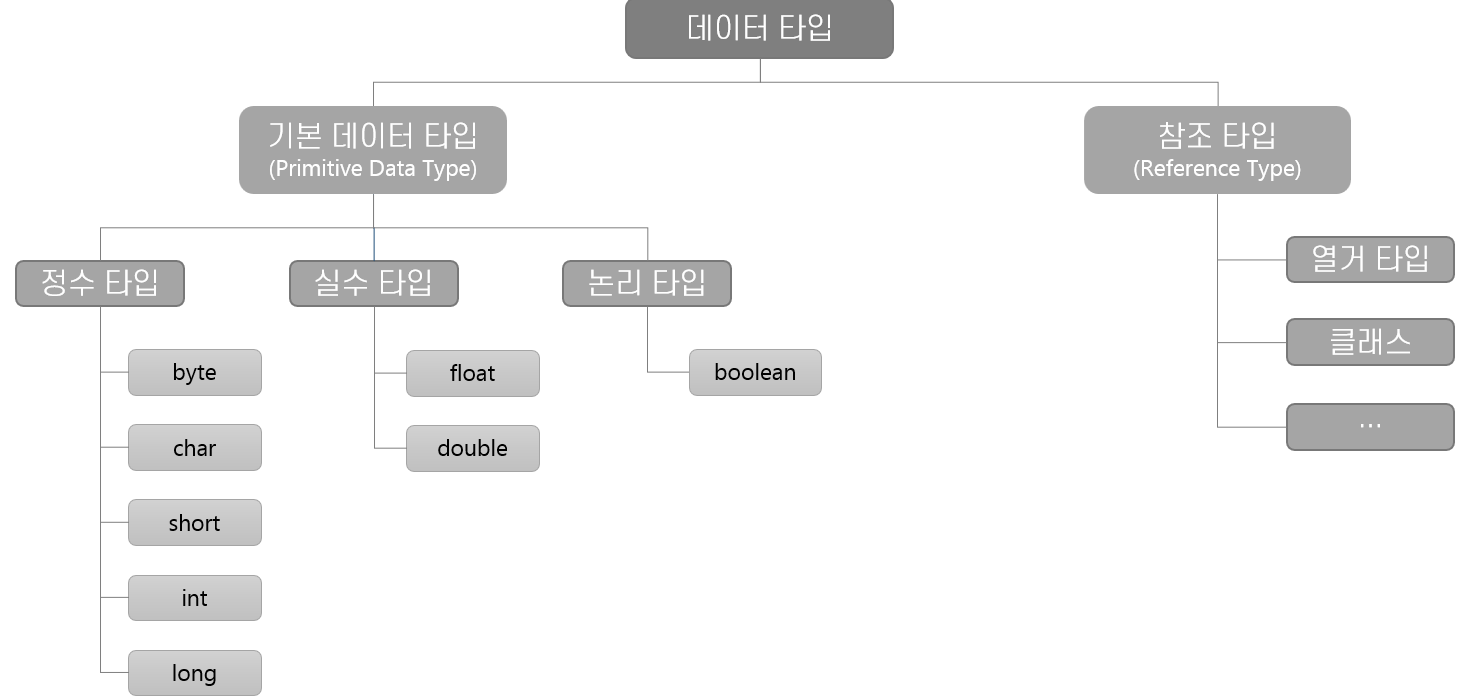 데이터 타입
기본 데이터 타입
(Primitive Data Type)
참조 타입
(Reference Type)
정수 타입
실수 타입
논리 타입
byte
char
short
int
long
float
double
boolean
열거 타입
클래스
...